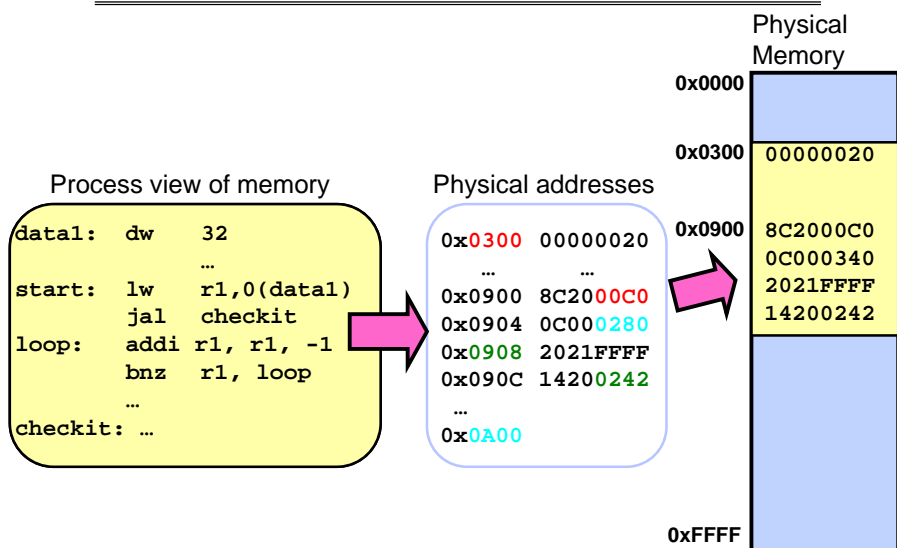 Physical
Memory
0x0000
0x0300 00000020
0x0900 8C2000C0
0C000340
2021FFFF
14200242
0xFFFF
Process view of memory
data1: dw 32
…
start: lw r1,0(data1)
jal checkit
loop: addi r1, r1, -1
bnz r1, loop
…
checkit: …
Physical addresses
0x0300 00000020
… …
0x0900 8C2000C0
0x0904 0C000280
0x0908 2021FFFF
0x090C 14200242
…
0x0A00